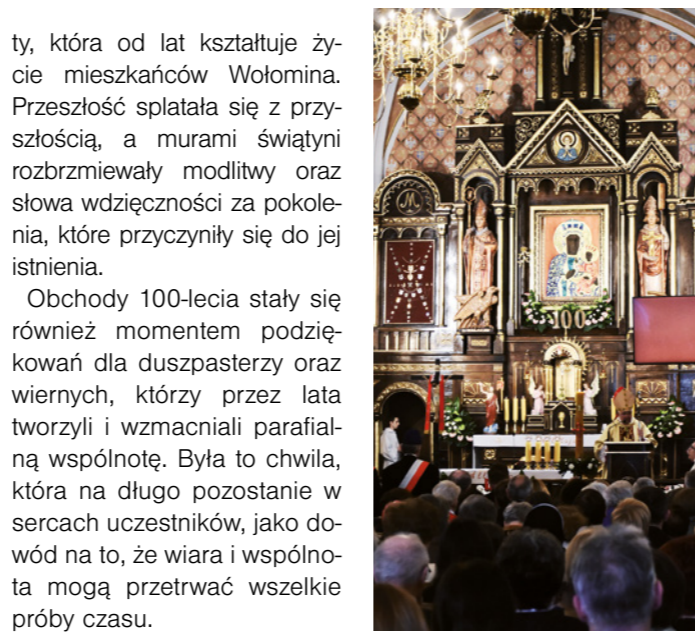 ty, która od lat kształtuje ży-
cie mieszkańców Wołomina.
Przeszłość splatała się z przy-
szłością, a murami świątyni
rozbrzmiewały modlitwy oraz
słowa wdzięczności za pokole-
nia, które przyczyniły się do jej
istnienia.
Obchody 100-lecia stały się
również momentem podzię-
kowań dla duszpasterzy oraz
wiernych, którzy przez lata
tworzyli i wzmacniali parafial-
ną wspólnotę. Była to chwila,
która na długo pozostanie w
sercach uczestników, jako do-
wód na to, że wiara i wspólno-
ta mogą przetrwać wszelkie
próby czasu.
100